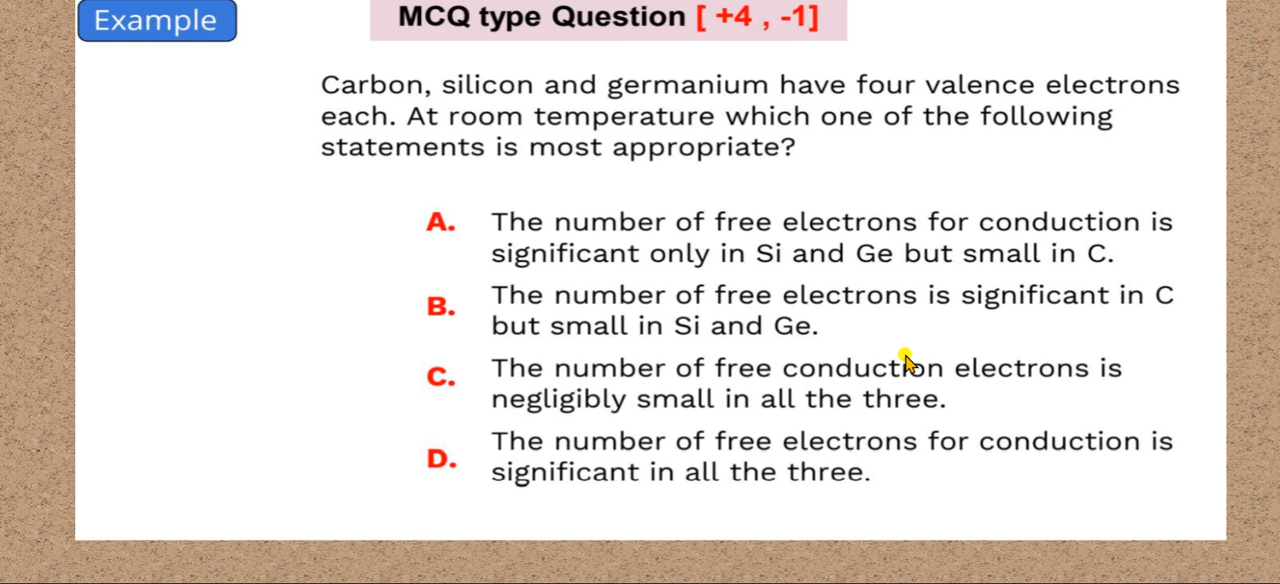 Example
MCQ type Question [ +4 , -1]
Carbon, silicon and germanium have four valence electrons
each. At room temperature which one of the following
statements is most appropriate?
A. The number of free electrons for conduction is
significant only in Si and Ge but small in C.
B. The number of free electrons is significant in C
but small in Si and Ge.
C. The number of free conduction electrons is
negligibly small in all the three.
D. The number of free electrons for conduction is
significant in all the three.